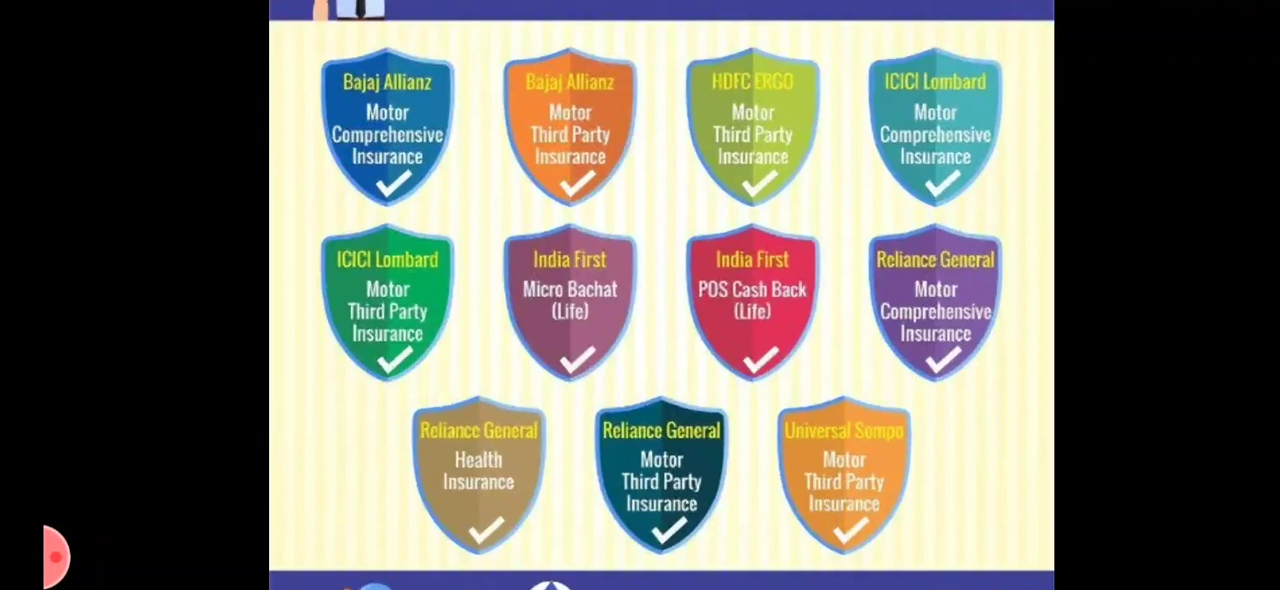 Bajaj Allianz
Motor
Comprehensive
Insurance
Bajaj Allianz
Motor
Third Party
Insurance
HDFC ERGO
Motor
Third Party
Insurance
ICICI Lombard
Motor
Comprehensive
Insurance
ICICI Lombard
Motor
Third Party
Insurance
India First
Micro Bachat
(Life)
India First
POS Cash Back
(Life)
Reliance General
Motor
Comprehensive
Insurance
Reliance General
Health
Insurance
Reliance General
Motor
Third Party
Insurance
Universal Sompo
Motor
Third Party
Insurance